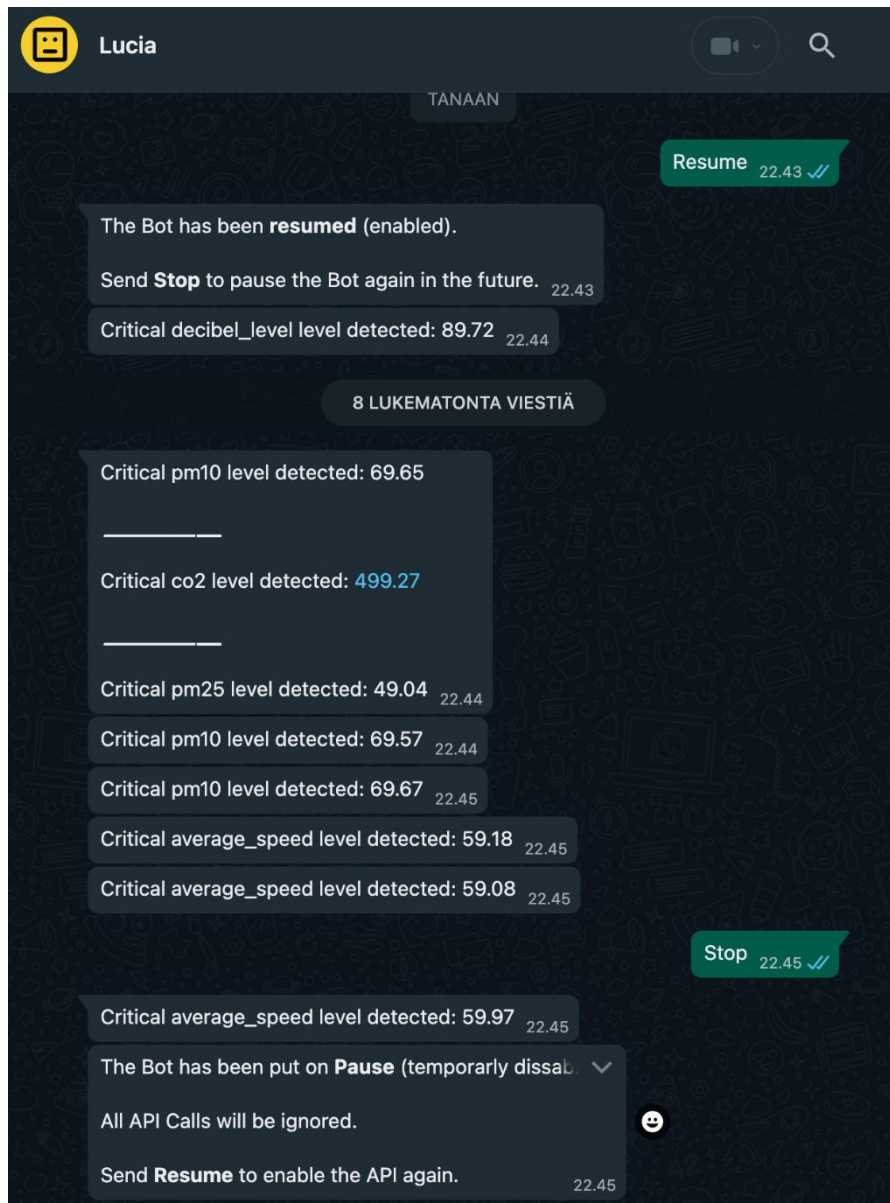 Lucia
TANAAN
Resume 22.43
The Bot has been resumed (enabled).
Send Stop to pause the Bot again in the future. 22.43
Critical decibel_level level detected: 89.72 22.44
8 LUKEMATONTA VIESTIÄ
Critical pm10 level detected: 69.65
Critical co2 level detected: 499.27
Critical pm25 level detected: 49.04 22.44
Critical pm10 level detected: 69.57 22.44
Critical pm10 level detected: 69.67 22.45
Critical average_speed level detected: 59.18 22.45
Critical average_speed level detected: 59.08 22.45
Stop 22.45
Critical average_speed level detected: 59.97 22.45
The Bot has been put on Pause (temporarly dissab
All API Calls will be ignored.
Send Resume to enable the API again. 22.45